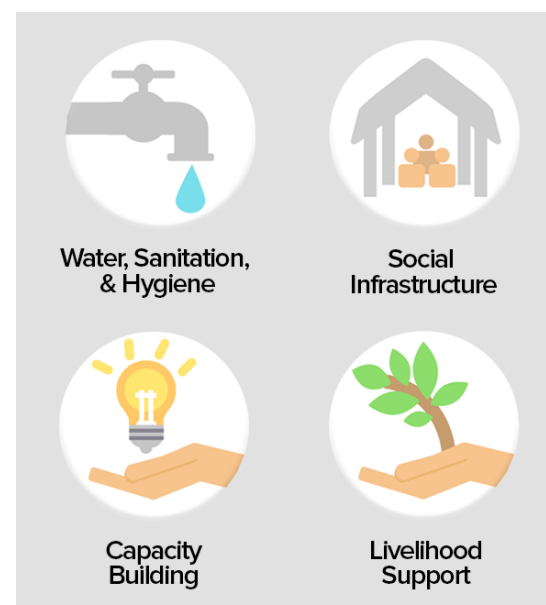 Water, Sanitation,
& Hygiene
Social
Infrastructure
Capacity
Building
Livelihood
Support